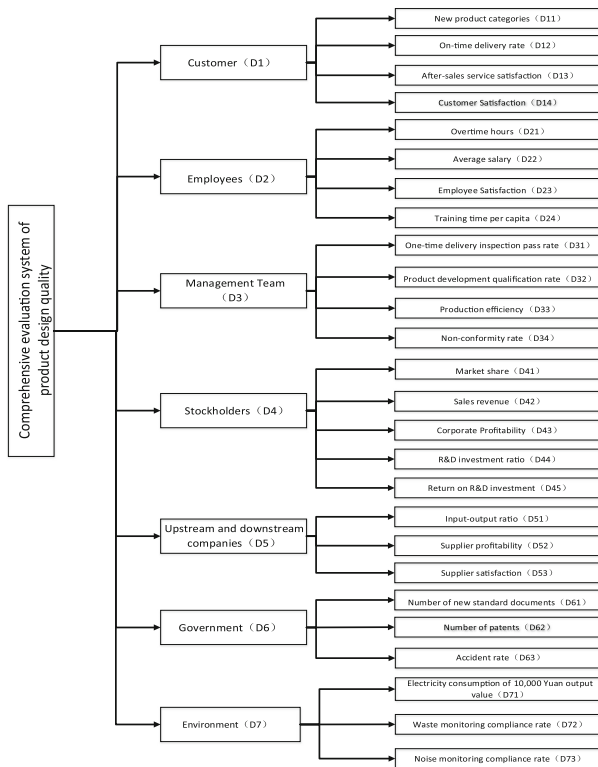 Comprehensive evaluation system of
product design quality
Customer（D1）
New product categories（D11）
On-time delivery rate（D12）
After-sales service satisfaction（D13）
Customer Satisfaction（D14）
Employees（D2）
Overtime hours（D21）
Average salary（D22）
Employee Satisfaction（D23）
Training time per capita（D24）
Management Team
（D3）
One-time delivery inspection pass rate（D31）
Product development qualification rate（D32）
Production efficiency（D33）
Non-conformity rate（D34）
Stockholders（D4）
Market share（D41）
Sales revenue（D42）
Corporate Profitability（D43）
R&D investment ratio（D44）
Return on R&D investment（D45）
Upstream and downstream
companies（D5）
Input-output ratio（D51）
Supplier profitability（D52）
Supplier satisfaction（D53）
Government（D6）
Number of new standard documents（D61）
Number of patents（D62）
Accident rate（D63）
Environment（D7）
Electricity consumption of 10,000 Yuan output
value（D71）
Waste monitoring compliance rate（D72）
Noise monitoring compliance rate（D73）